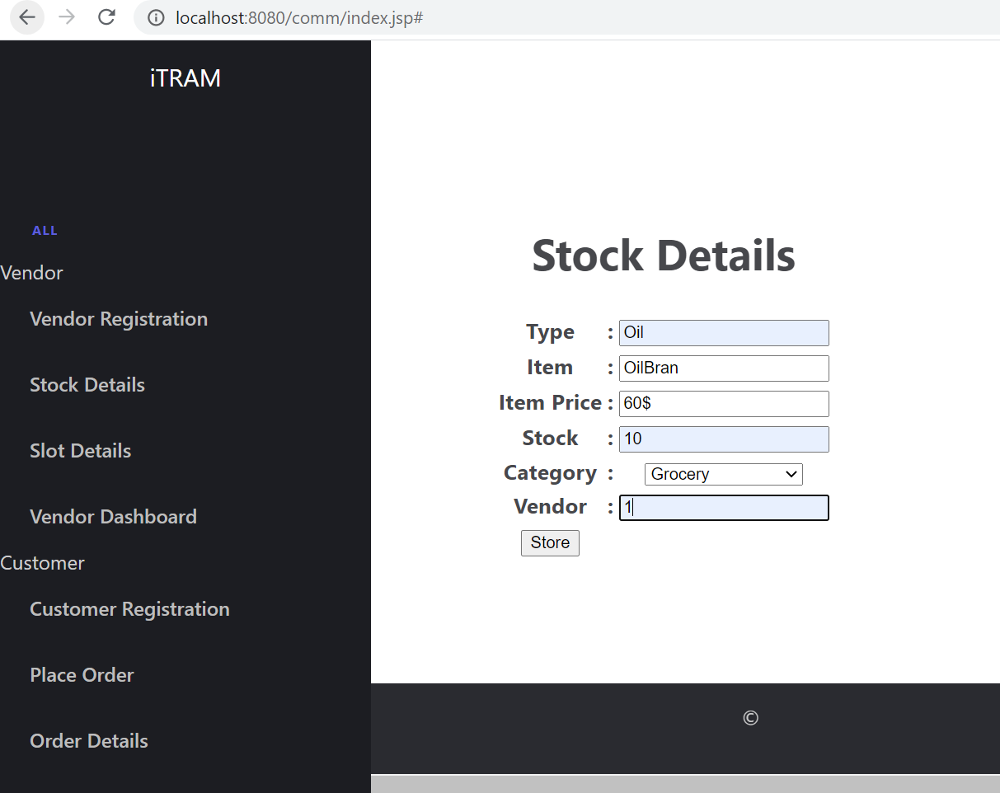 localhost:8080/comm/index.jsp#
iTRAM
ALL
Vendor
Vendor Registration
Stock Details
Slot Details
Vendor Dashboard
Customer
Customer Registration
Place Order
Order Details
Stock Details
Type : Oil
Item : OilBran
Item Price : 60$
Stock : 10
Category : Grocery
Vendor : 1
Store
©